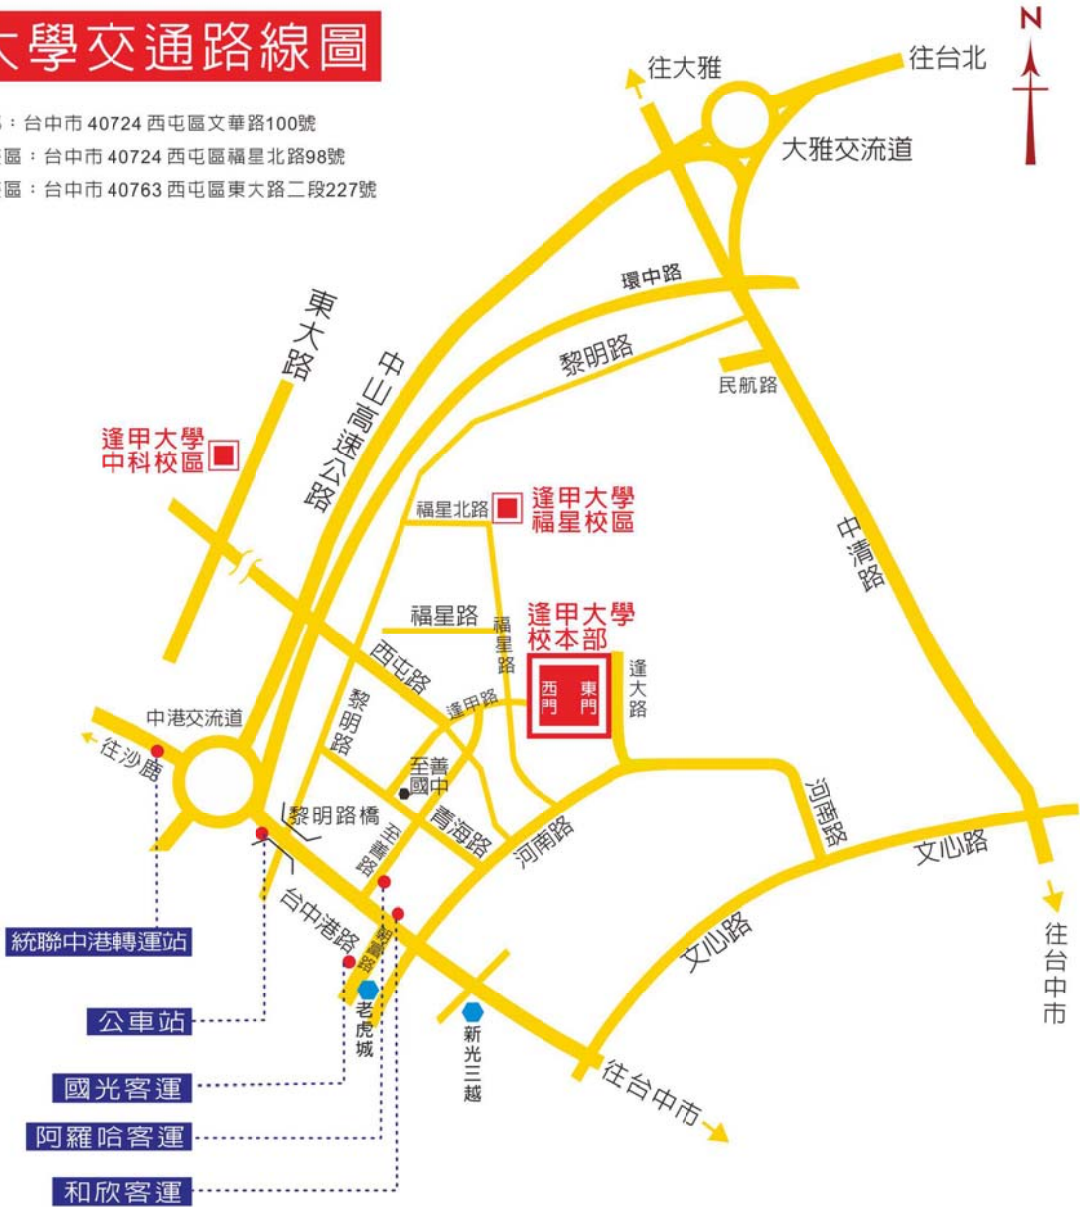 大學交通路線圖
：台中市 40724 西屯區文華路100號
區：台中市 40724 西屯區福星北路98號
區：台中市 40763 西屯區東大路二段227號
N
往大雅
往台北
大雅交流道
環中路
東大路
中山高速公路
黎明路
民航路
逢甲大學
中科校區
福星北路
逢甲大學
福星校區
中清路
福星路
福星路
逢甲大學
校本部
西門
東門
逢大路
西屯路
逢甲路
黎明路
中港交流道
往沙鹿
至善
國中
黎明路橋
至善路
青海路
河南路
河南路
文心路
文心路
台中港路
朝富路
統聯中港轉運站
公車站
國光客運
阿羅哈客運
和欣客運
老虎城
新光三越
往台中市
往台中市